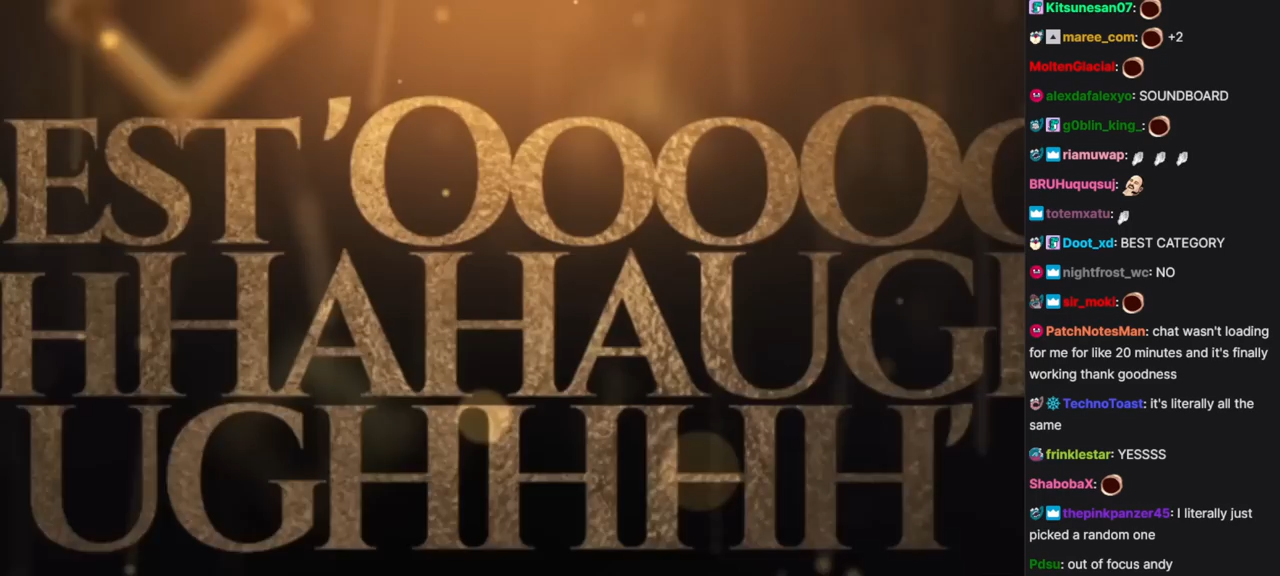 EST 'OOOO
HHAHAUG
UGHHHH'
Kitsunesan07:
maree_com: +2
MoltenGlacial:
alexdafalexyo: SOUNDBOARD
g0blin_king_:
riamuwap:
BRUHuquqsuj:
totemxatu:
Doot_xd: BEST CATEGORY
nightfrost_wc: NO
sir_moki:
PatchNotesMan: chat wasn't loading
for me for like 20 minutes and it's finally
working thank goodness
TechnoToast: it's literally all the
same
frinklestar: YESSSS
ShabobaX:
thepinkpanzer45: I literally just
picked a random one
Pdsu: out of focus andy